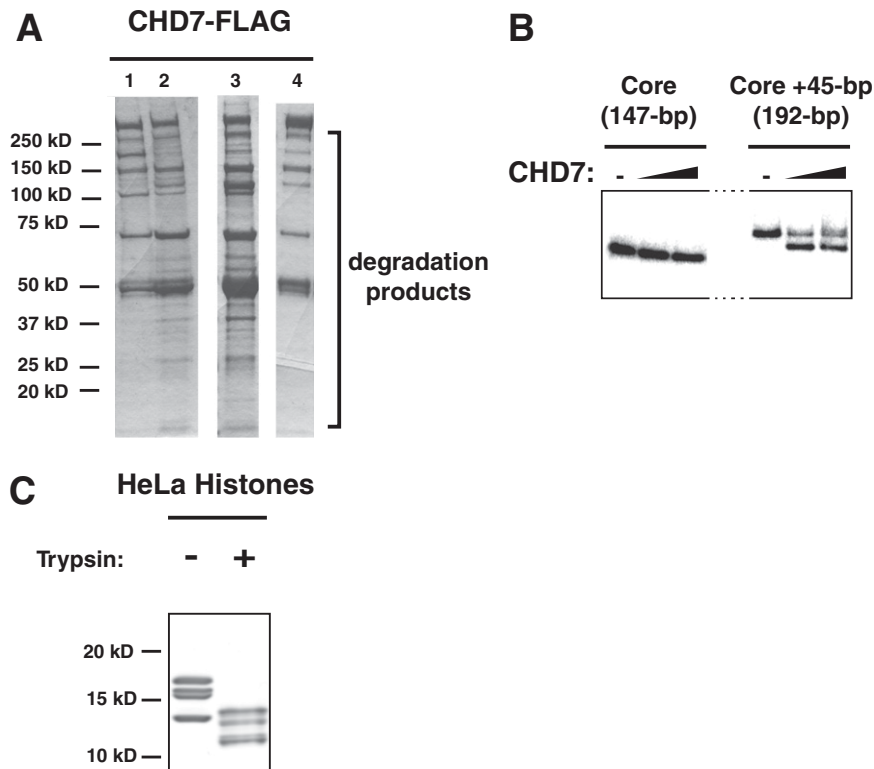 A
CHD7-FLAG
1 2 3 4
250 kD
150 kD
100 kD
75 kD
50 kD
37 kD
25 kD
20 kD
degradation
products
B
Core
(147-bp)
Core +45-bp
(192-bp)
CHD7: - -
C
HeLa Histones
Trypsin: - +
20 kD
15 kD
10 kD